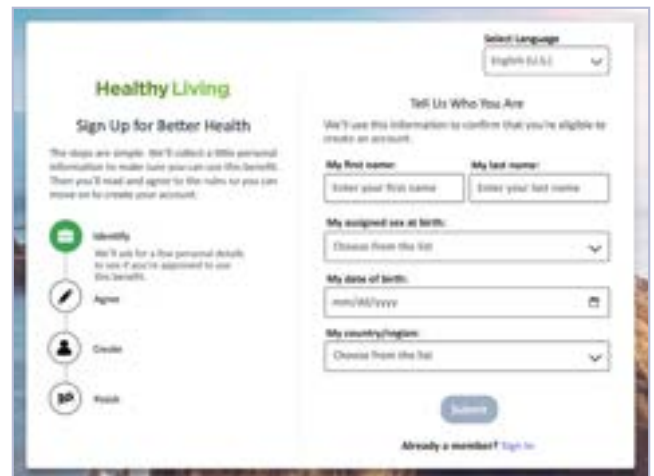 Select Language
English (U.S.)
Healthy Living
Sign Up for Better Health
The steps are simple. We'll collect a little personal
information to make sure you can use this benefit.
Then you'll read and agree to the rules so you can
move on to create your account.
Identify
We'll ask for a few personal details
to see if you're approved to use
this benefit.
Agree
Create
Finish
Tell Us Who You Are
We'll use this information to confirm that you're eligible to
create an account.
My first name: My last name:
Enter your first name Enter your last name
My assigned sex at birth:
Choose from the list
My date of birth:
mm/dd/yyyy
My country/region:
Choose from the list
Submit
Already a member? Sign In